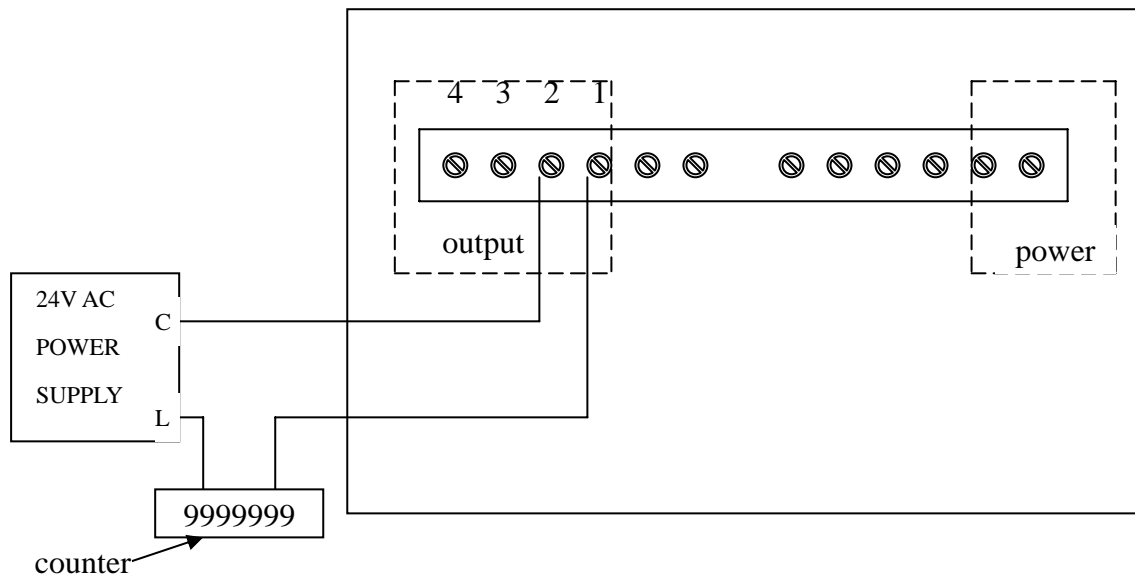 4 3 2 1
output
power
24V AC
C
POWER
SUPPLY
L
9999999
counter